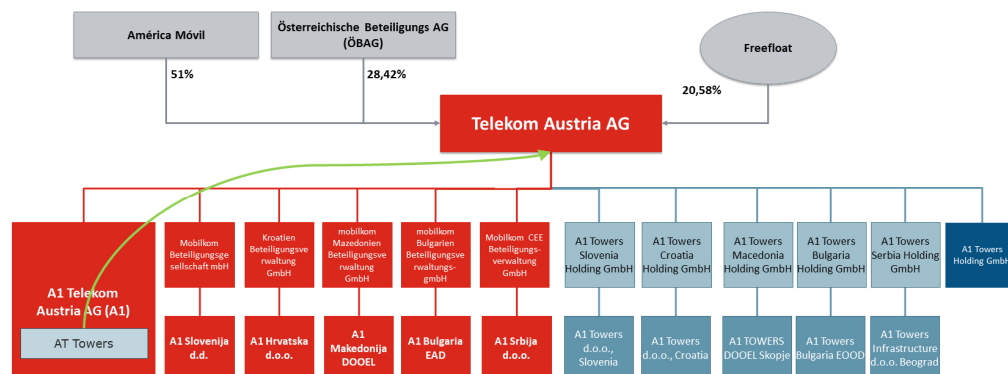 América Móvil
Österreichische Beteiligungs AG
(ÖBAG)
Freefloat
51%
28,42%
20,58%
Telekom Austria AG
A1 Telekom
Austria AG (A1)
AT Towers
Mobilkom
Beteiligungsge
sellschaft mbH
Kroatien
Beteiligungsve
rwaltung
GmbH
mobilkom
Mazedonien
Beteiligungsve
rwaltung
GmbH
mobilkom
Bulgarien
Beteiligungsve
rwaltungs-
gmbH
Mobilkom CEE
Beteiligungs-
verwaltung
GmbH
A1 Towers
Slovenia
Holding GmbH
A1 Towers
Croatia
Holding GmbH
A1 Towers
Macedonia
Holding GmbH
A1 Towers
Bulgaria
Holding GmbH
A1 Towers
Serbia Holding
GmbH
A1 Towers
Holding GmbH
A1 Slovenija
d.d.
A1 Hrvatska
d.o.o.
A1
Makedonija
DOOEL
A1 Bulgaria
EAD
A1 Srbija
d.o.o.
A1 Towers
d.o.o.,
Slovenia
A1 Towers
d.o.o., Croatia
A1 TOWERS
DOOEL Skopje
A1 Towers
Bulgaria EOOD
A1 Towers
Infrastructure
d.o.o. Beograd